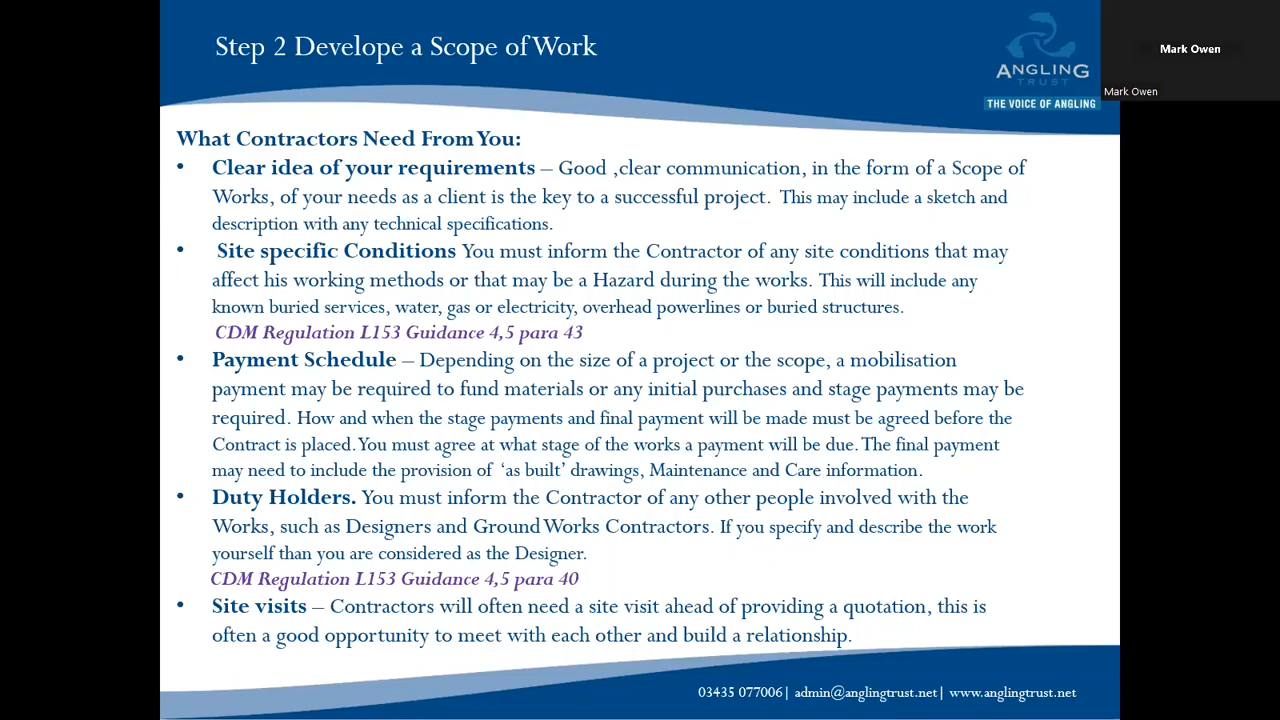 Step 2 Develope a Scope of Work
ANGLING
TRUST
THE VOICE OF ANGLING
Mark Owen
Mark Owen
What Contractors Need From You:
• Clear idea of your requirements – Good ,clear communication, in the form of a Scope of
Works, of your needs as a client is the key to a successful project. This may include a sketch and
description with any technical specifications.
• Site specific Conditions You must inform the Contractor of any site conditions that may
affect his working methods or that may be a Hazard during the works. This will include any
known buried services, water, gas or electricity, overhead powerlines or buried structures.
CDM Regulation L153 Guidance 4,5 para 43
• Payment Schedule – Depending on the size of a project or the scope, a mobilisation
payment may be required to fund materials or any initial purchases and stage payments may be
required. How and when the stage payments and final payment will be made must be agreed before the
Contract is placed. You must agree at what stage of the works a payment will be due. The final payment
may need to include the provision of ‘as built’ drawings, Maintenance and Care information.
• Duty Holders. You must inform the Contractor of any other people involved with the
Works, such as Designers and Ground Works Contractors. If you specify and describe the work
yourself than you are considered as the Designer.
CDM Regulation L153 Guidance 4,5 para 40
• Site visits – Contractors will often need a site visit ahead of providing a quotation, this is
often a good opportunity to meet with each other and build a relationship.
03435 077006| admin@anglingtrust.net| www.anglingtrust.net